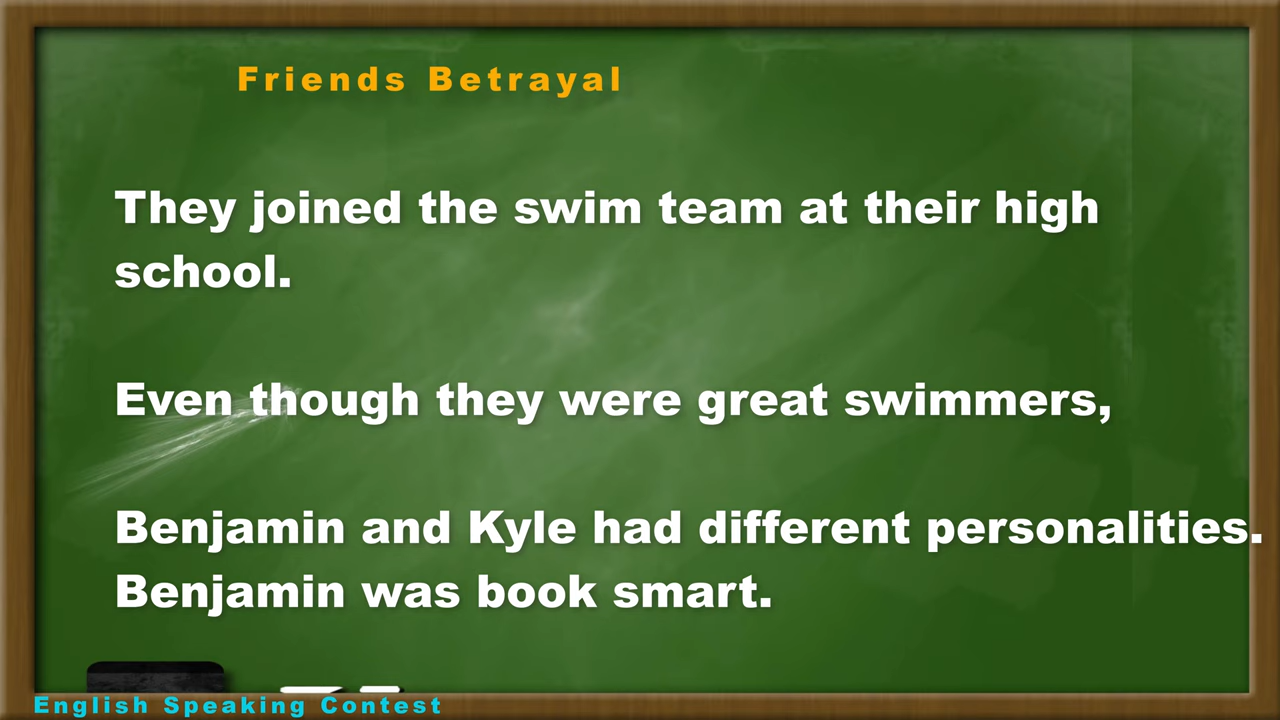 Friends Betrayal
They joined the swim team at their high
school.
Even though they were great swimmers,
Benjamin and Kyle had different personalities.
Benjamin was book smart.
English Speaking Contest